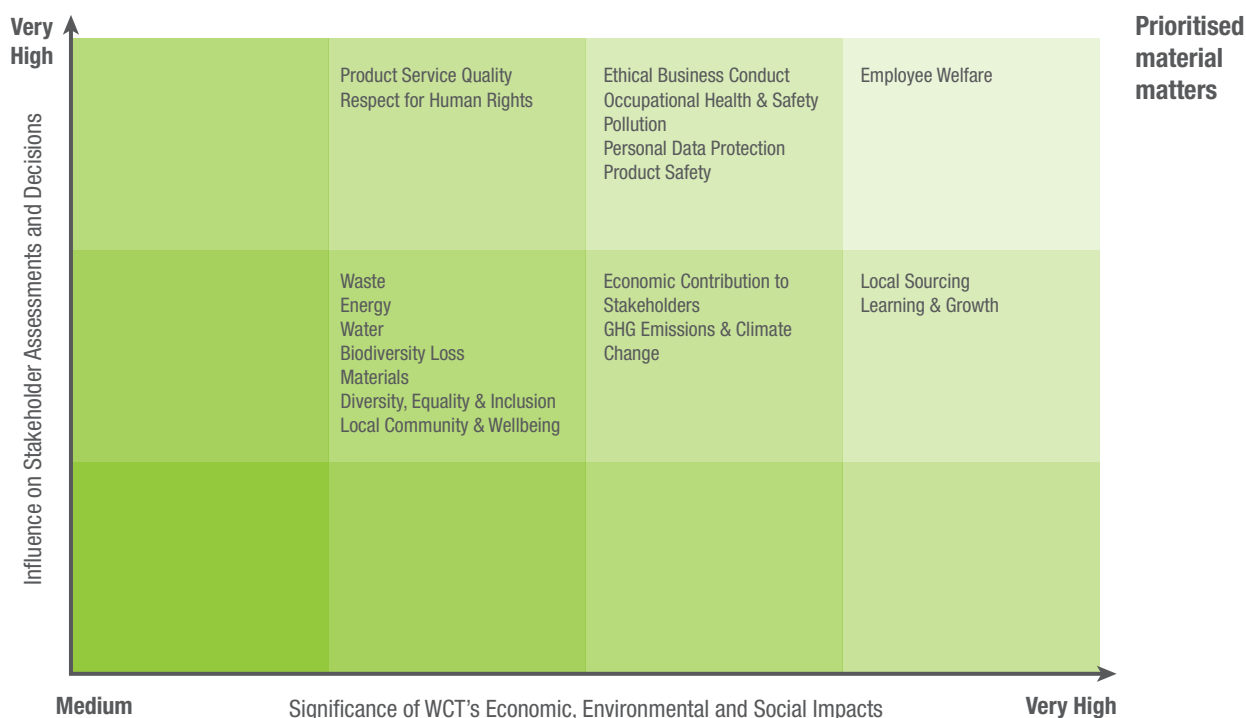 Very
High
Prioritised
material
matters
Influence on Stakeholder Assessments and Decisions
Product Service Quality
Respect for Human Rights
Ethical Business Conduct
Occupational Health & Safety
Pollution
Personal Data Protection
Product Safety
Employee Welfare
Waste
Energy
Water
Biodiversity Loss
Materials
Diversity, Equality & Inclusion
Local Community & Wellbeing
Economic Contribution to
Stakeholders
GHG Emissions & Climate
Change
Local Sourcing
Learning & Growth
Medium
Significance of WCT's Economic, Environmental and Social Impacts
Very High